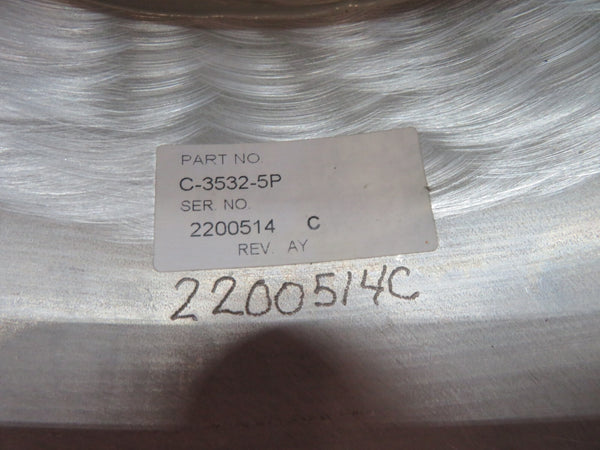 PART NO.
C-3532-5P
SER. NO.
2200514 C
REV. AY
2200514C